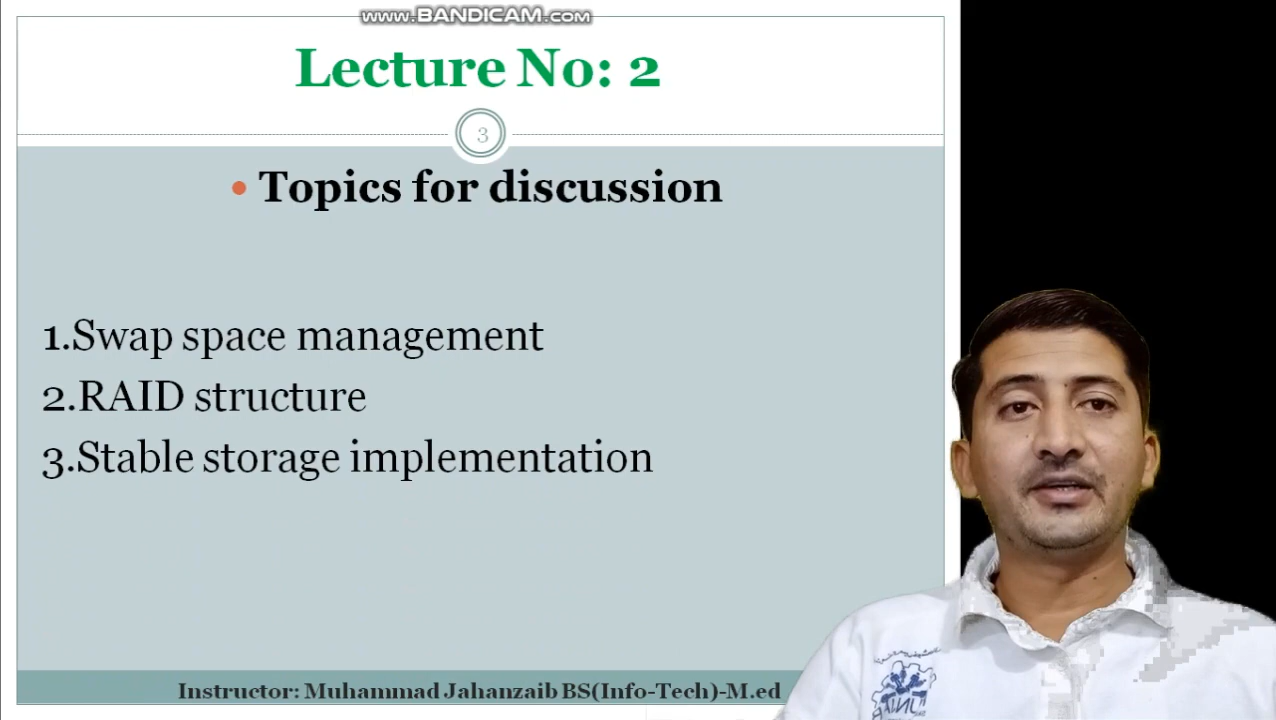 www.BANDICAM.com
Lecture No: 2
3
• Topics for discussion
1.Swap space management
2.RAID structure
3.Stable storage implementation
Instructor: Muhammad Jahanzaib BS(Info-Tech)-M.ed